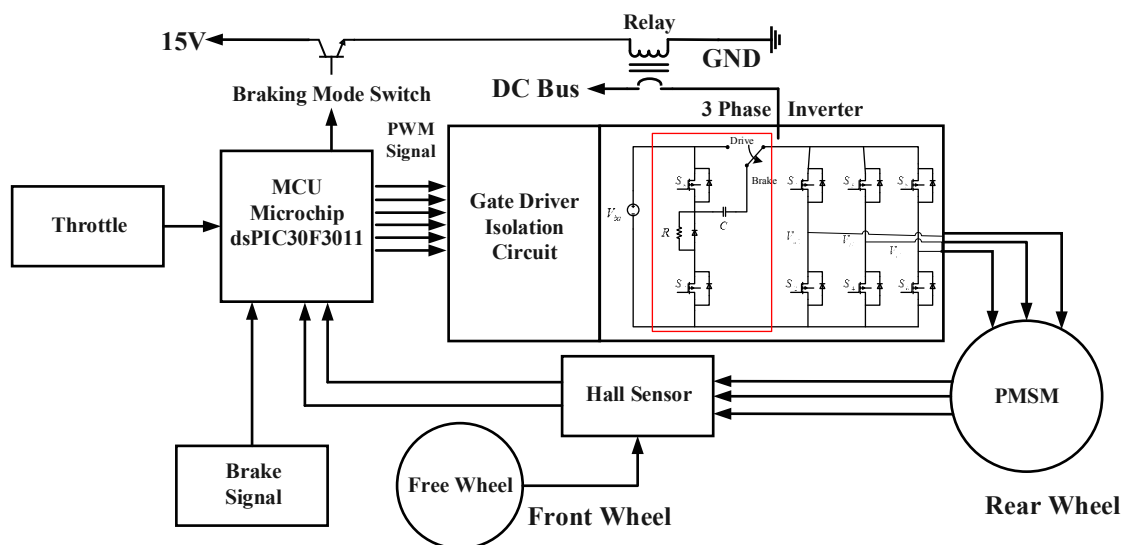 Relay
15V
GND
DC Bus
Braking Mode Switch
3 Phase Inverter
PWM
Signal
Drive
Brake
MCU
Microchip
dsPIC30F3011
Gate Driver
Isolation
Circuit
Throttle
R
C
Hall Sensor
PMSM
Brake
Signal
Free Wheel
Front Wheel
Rear Wheel